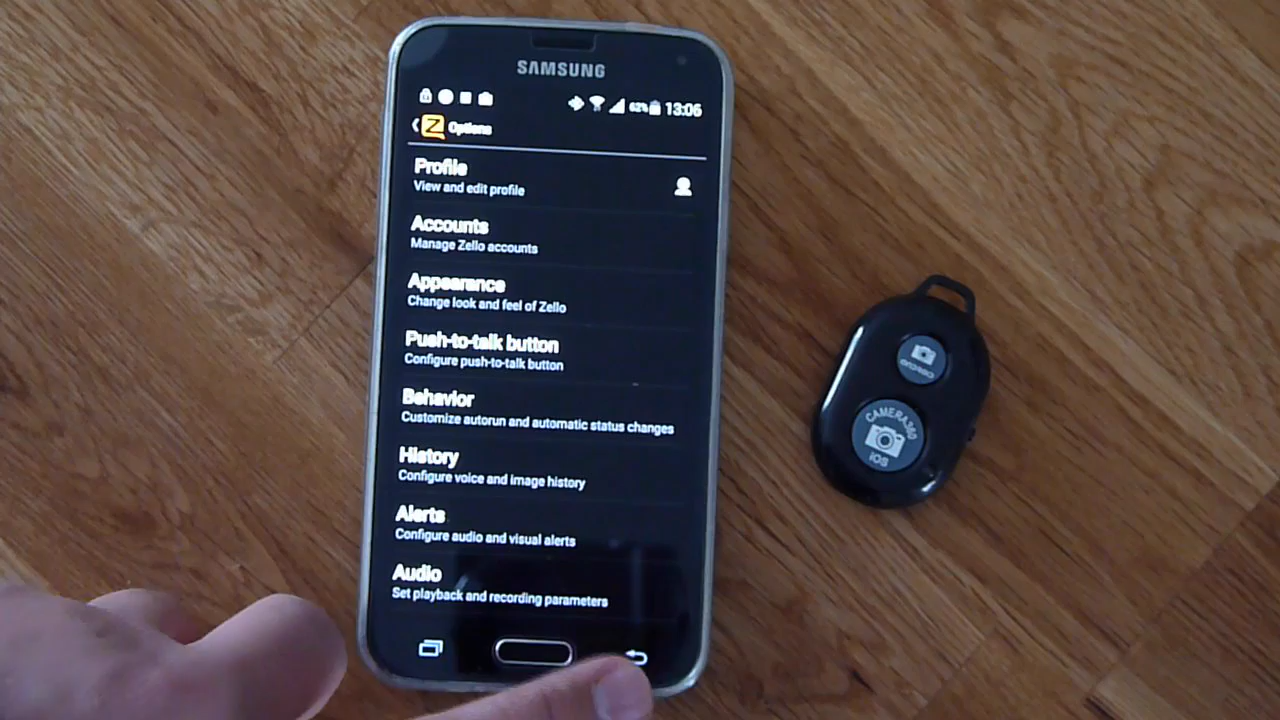 SAMSUNG
62% 13:06
Z Options
Profile
View and edit profile
Accounts
Manage Zello accounts
Appearance
Change look and feel of Zello
Push-to-talk button
Configure push-to-talk button
Behavior
Customize autorun and automatic status changes
History
Configure voice and image history
Alerts
Configure audio and visual alerts
Audio
Set playback and recording parameters
CAMERA360
iOS